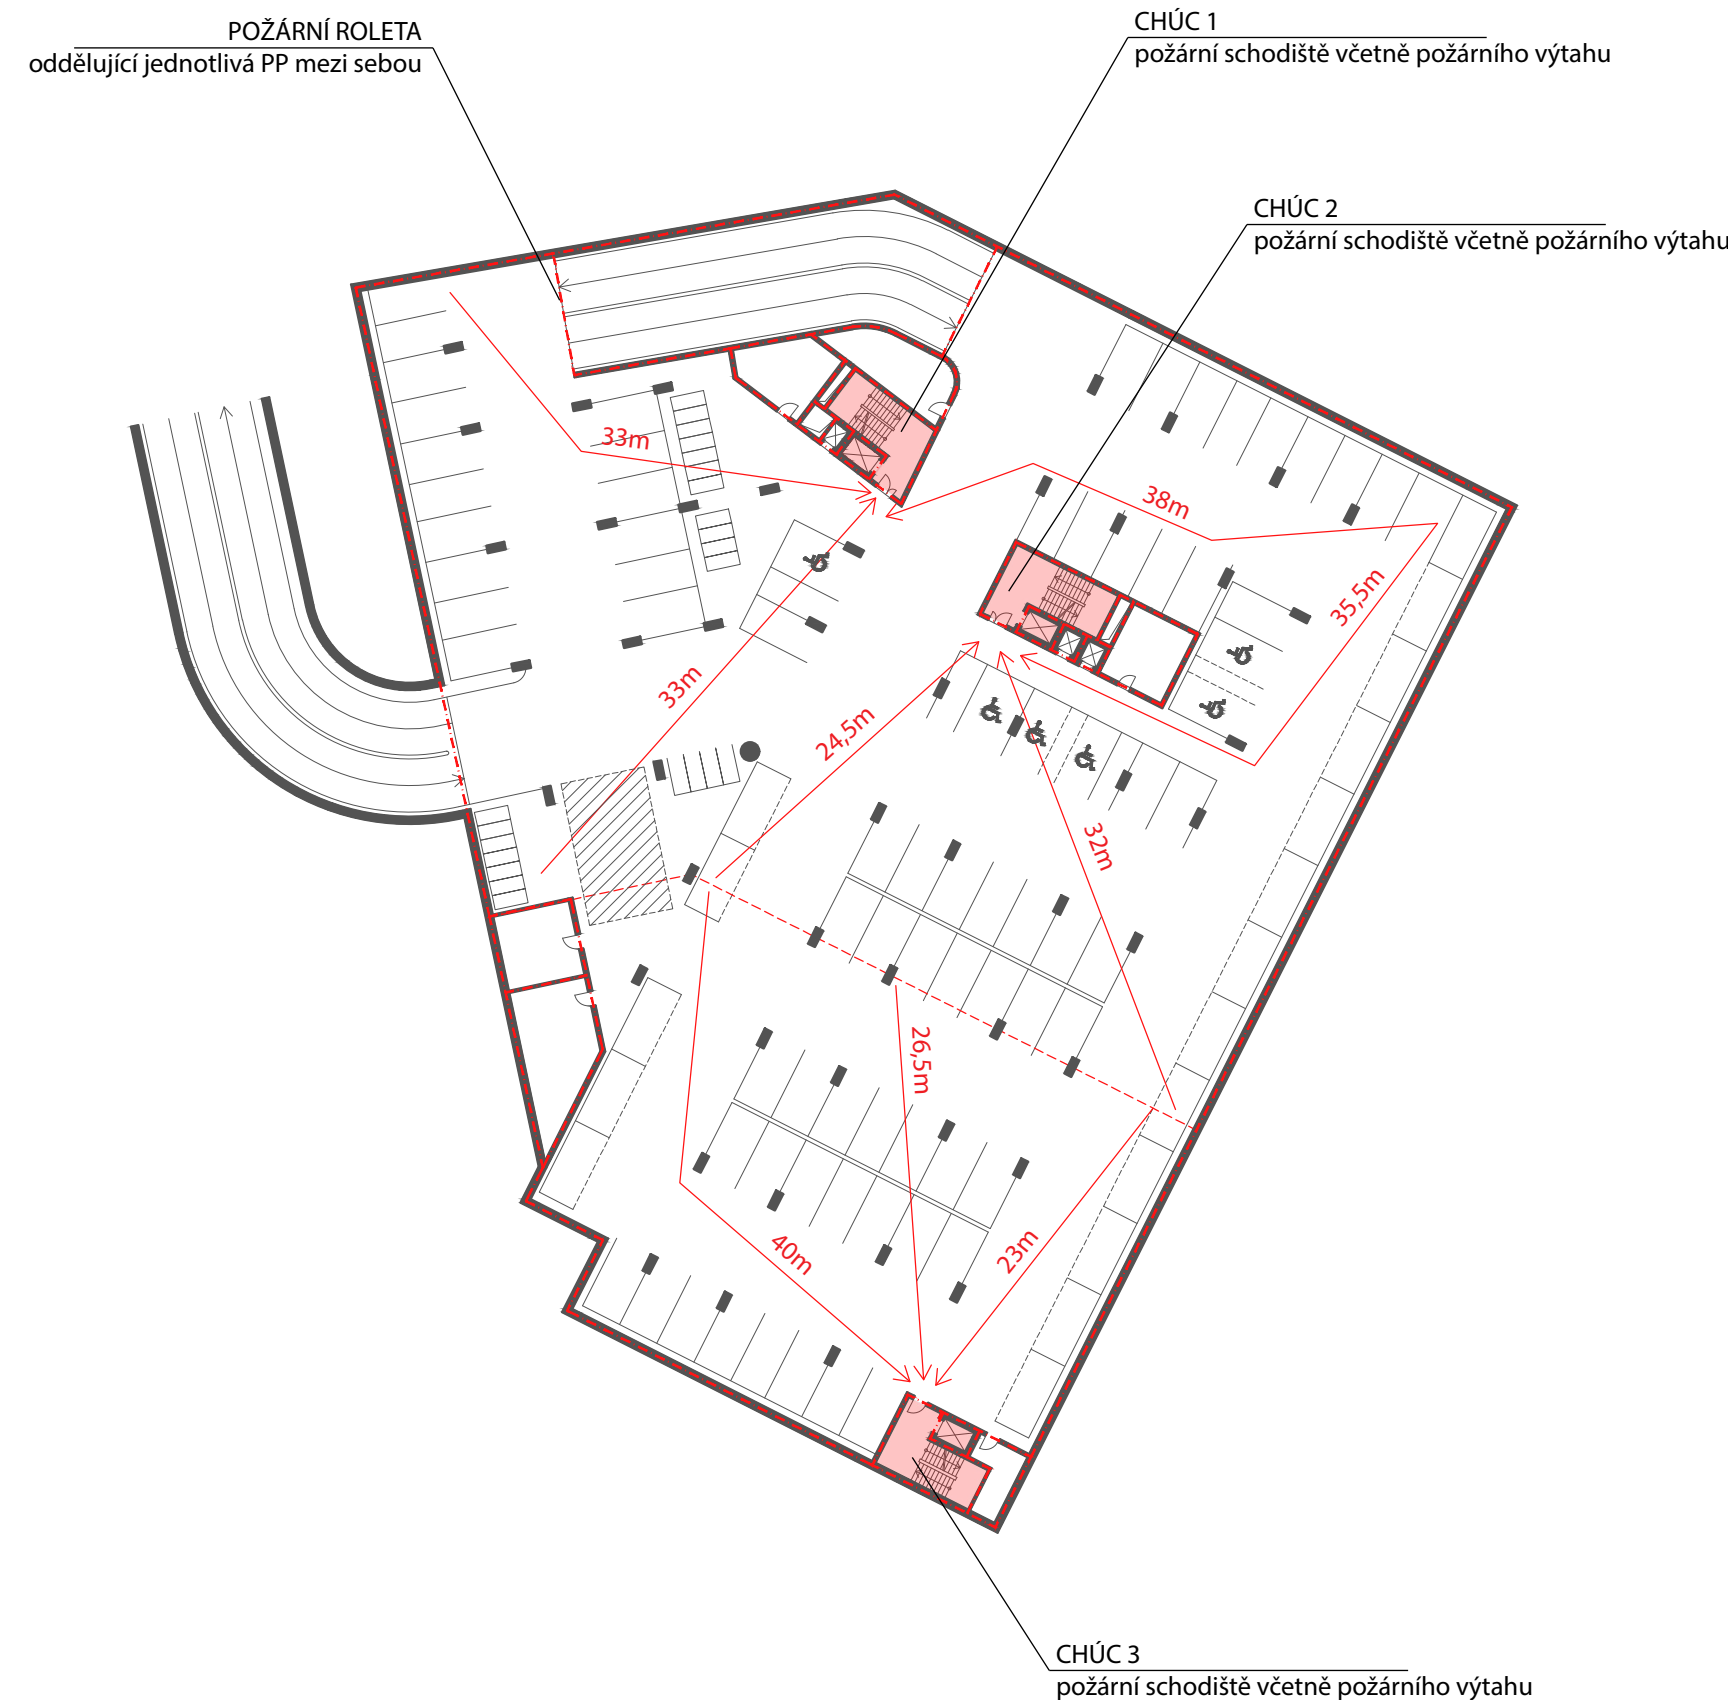 POŽÁRNÍ ROLETA
oddělující jednotlivá PP mezi sebou
CHÚC 1
požární schodiště včetně požárního výtahu
CHÚC 2
požární schodiště včetně požárního výtahu
33m
38m
35,5m
33m
24,5m
32m
26,5m
40m
23m
CHÚC 3
požární schodiště včetně požárního výtahu